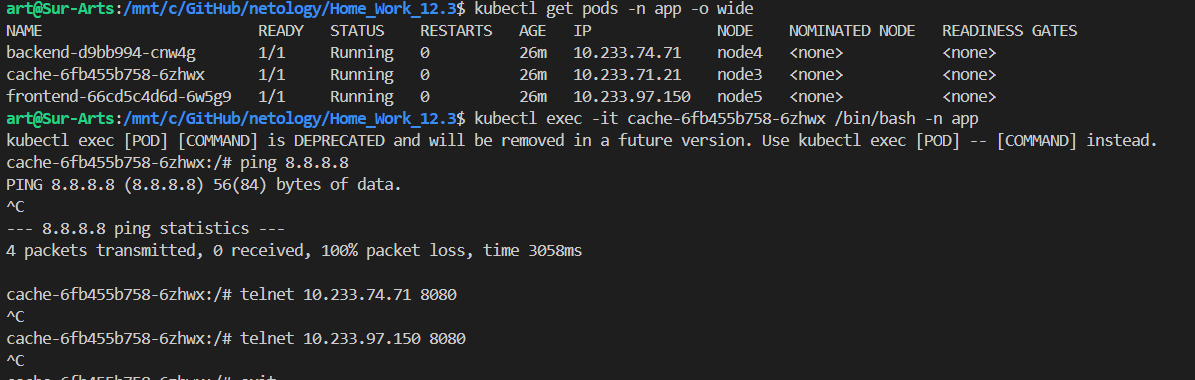 art@Sur-Arts:/mnt/c/GitHub/netology/Home_Work_12.3$ kubectl get pods -n app -o wide
NAME READY STATUS RESTARTS AGE IP NODE NOMINATED NODE READINESS GATES
backend-d9bb994-cnw4g 1/1 Running 0 26m 10.233.74.71 node4 <none> <none>
cache-6fb455b758-6zhwx 1/1 Running 0 26m 10.233.71.21 node3 <none> <none>
frontend-66cd5c4d6d-6w5g9 1/1 Running 0 26m 10.233.97.150 node5 <none> <none>
art@Sur-Arts:/mnt/c/GitHub/netology/Home_Work_12.3$ kubectl exec -it cache-6fb455b758-6zhwx /bin/bash -n app
kubectl exec [POD] [COMMAND] is DEPRECATED and will be removed in a future version. Use kubectl exec [POD] -- [COMMAND] instead.
cache-6fb455b758-6zhwx:/# ping 8.8.8.8
PING 8.8.8.8 (8.8.8.8) 56(84) bytes of data.
^C
--- 8.8.8.8 ping statistics ---
4 packets transmitted, 0 received, 100% packet loss, time 3058ms
cache-6fb455b758-6zhwx:/# telnet 10.233.74.71 8080
^C
cache-6fb455b758-6zhwx:/# telnet 10.233.97.150 8080
^C
cache-6fb455b758-6zhwx:/# exit